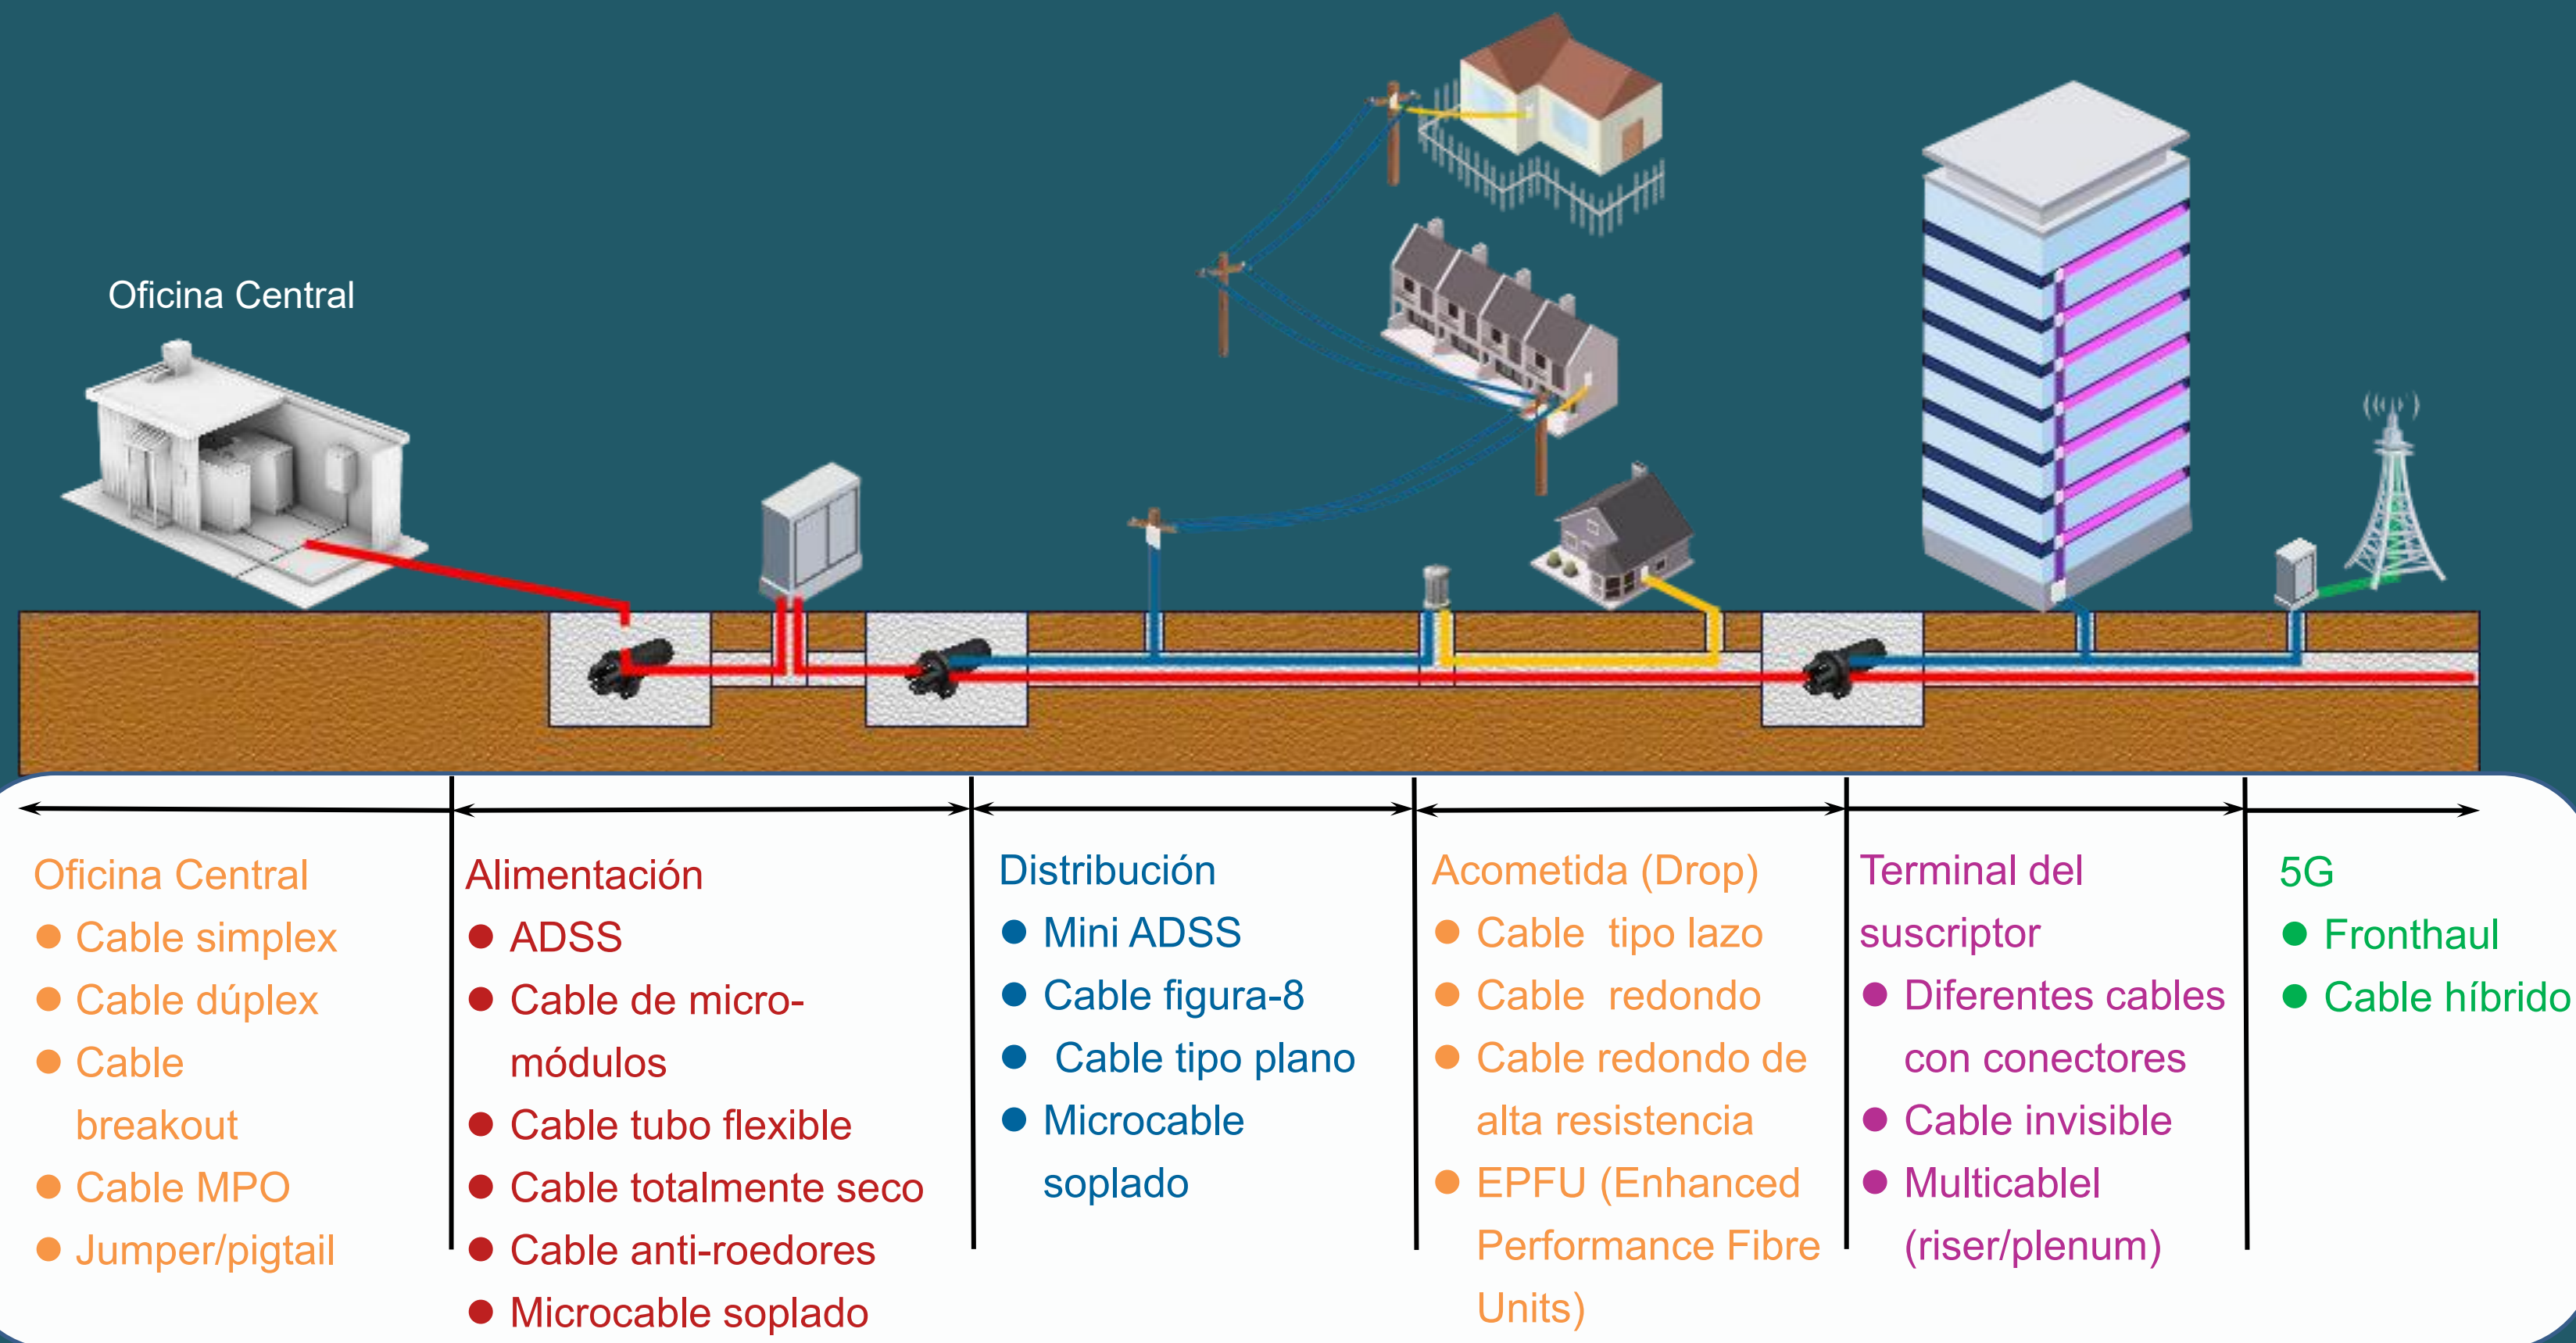 Oficina Central
Oficina Central
Cable simplex
Cable dúplex
Cable
breakout
Cable MPO
Jumper/pigtail
Alimentación
ADSS
Cable de micro-
módulos
Cable tubo flexible
Cable totalmente seco
Cable anti-roedores
Microcable soplado
Distribución
Mini ADSS
Cable figura-8
Cable tipo plano
Microcable
soplado
Acometida (Drop)
Cable tipo lazo
Cable redondo
Cable redondo de
alta resistencia
EPFU (Enhanced
Performance Fibre
Units)
Terminal del
suscriptor
Diferentes cables
con conectores
Cable invisible
Multicablel
(riser/plenum)
5G
Fronthaul
Cable híbrido